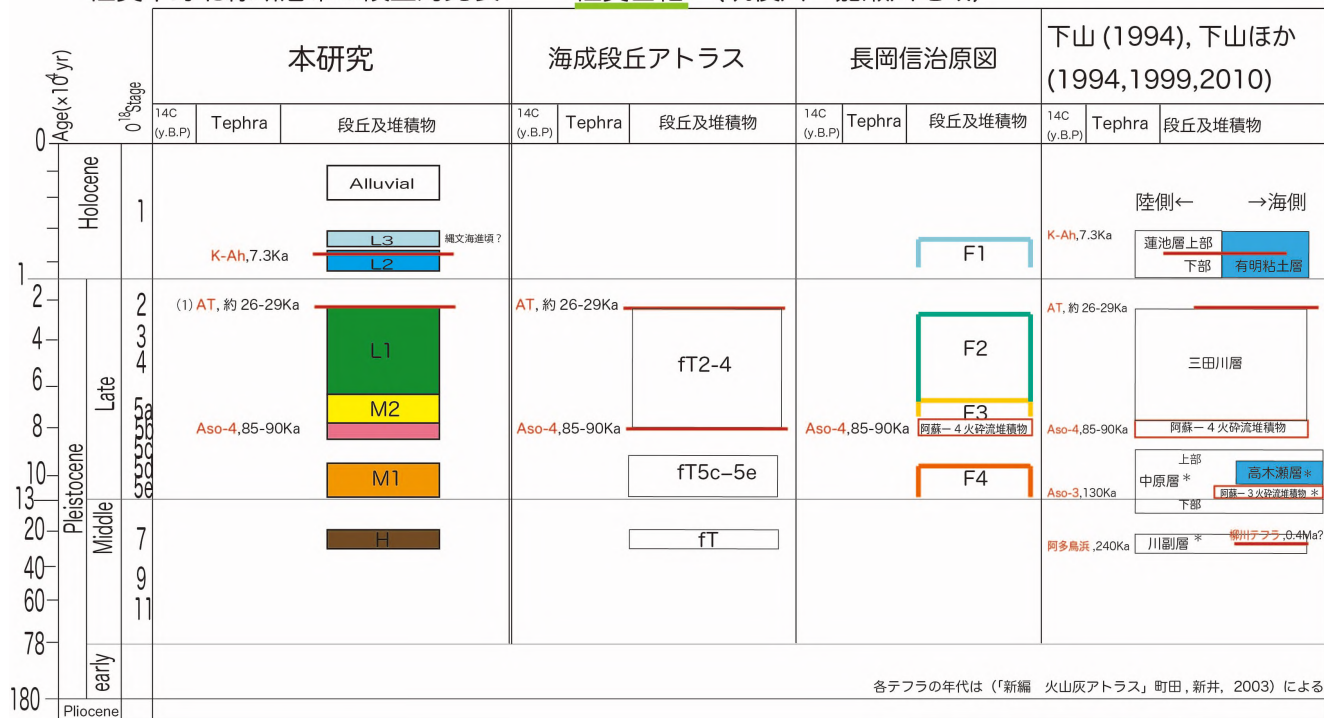 本研究
海成段丘アトラス
長岡信治原図
下山 (1994), 下山ほか
(1994,1999,2010)
Age(×10⁴yr)
O¹⁸Stage
14C
(y.B.P)
Tephra
段丘及堆積物
14C
(y.B.P)
Tephra
段丘及堆積物
14C
(y.B.P)
Tephra
段丘及堆積物
14C
(y.B.P)
Tephra
段丘及堆積物
0
1
2
4
6
8
10
13
20
40
60
78
180
Holocene
Pleistocene
Late
Middle
early
Pliocene
1
2
3
4
5a
5b
5c
5d
5e
7
9
11
Alluvial
L3
縄文海進頃?
K-Ah,7.3Ka
L2
(1) AT, 約 26-29Ka
L1
M2
Aso-4,85-90Ka
M1
H
AT, 約 26-29Ka
fT2-4
Aso-4,85-90Ka
fT5c–5e
fT
F1
F2
F3
Aso-4,85-90Ka
阿蘇ー4火砕流堆積物
F4
陸側← →海側
K-Ah,7.3Ka
蓮池層上部
下部
有明粘土層
AT, 約 26-29Ka
三田川層
Aso-4,85-90Ka
阿蘇ー4火砕流堆積物
上部
中原層*
高木瀬層*
Aso-3,130Ka
阿蘇ー3火砕流堆積物 *
下部
阿多鳥浜 ,240Ka
川副層 *
柳川テフラ,0.4Ma?
各テフラの年代は (「新編 火山灰アトラス」町田 , 新井, 2003) による